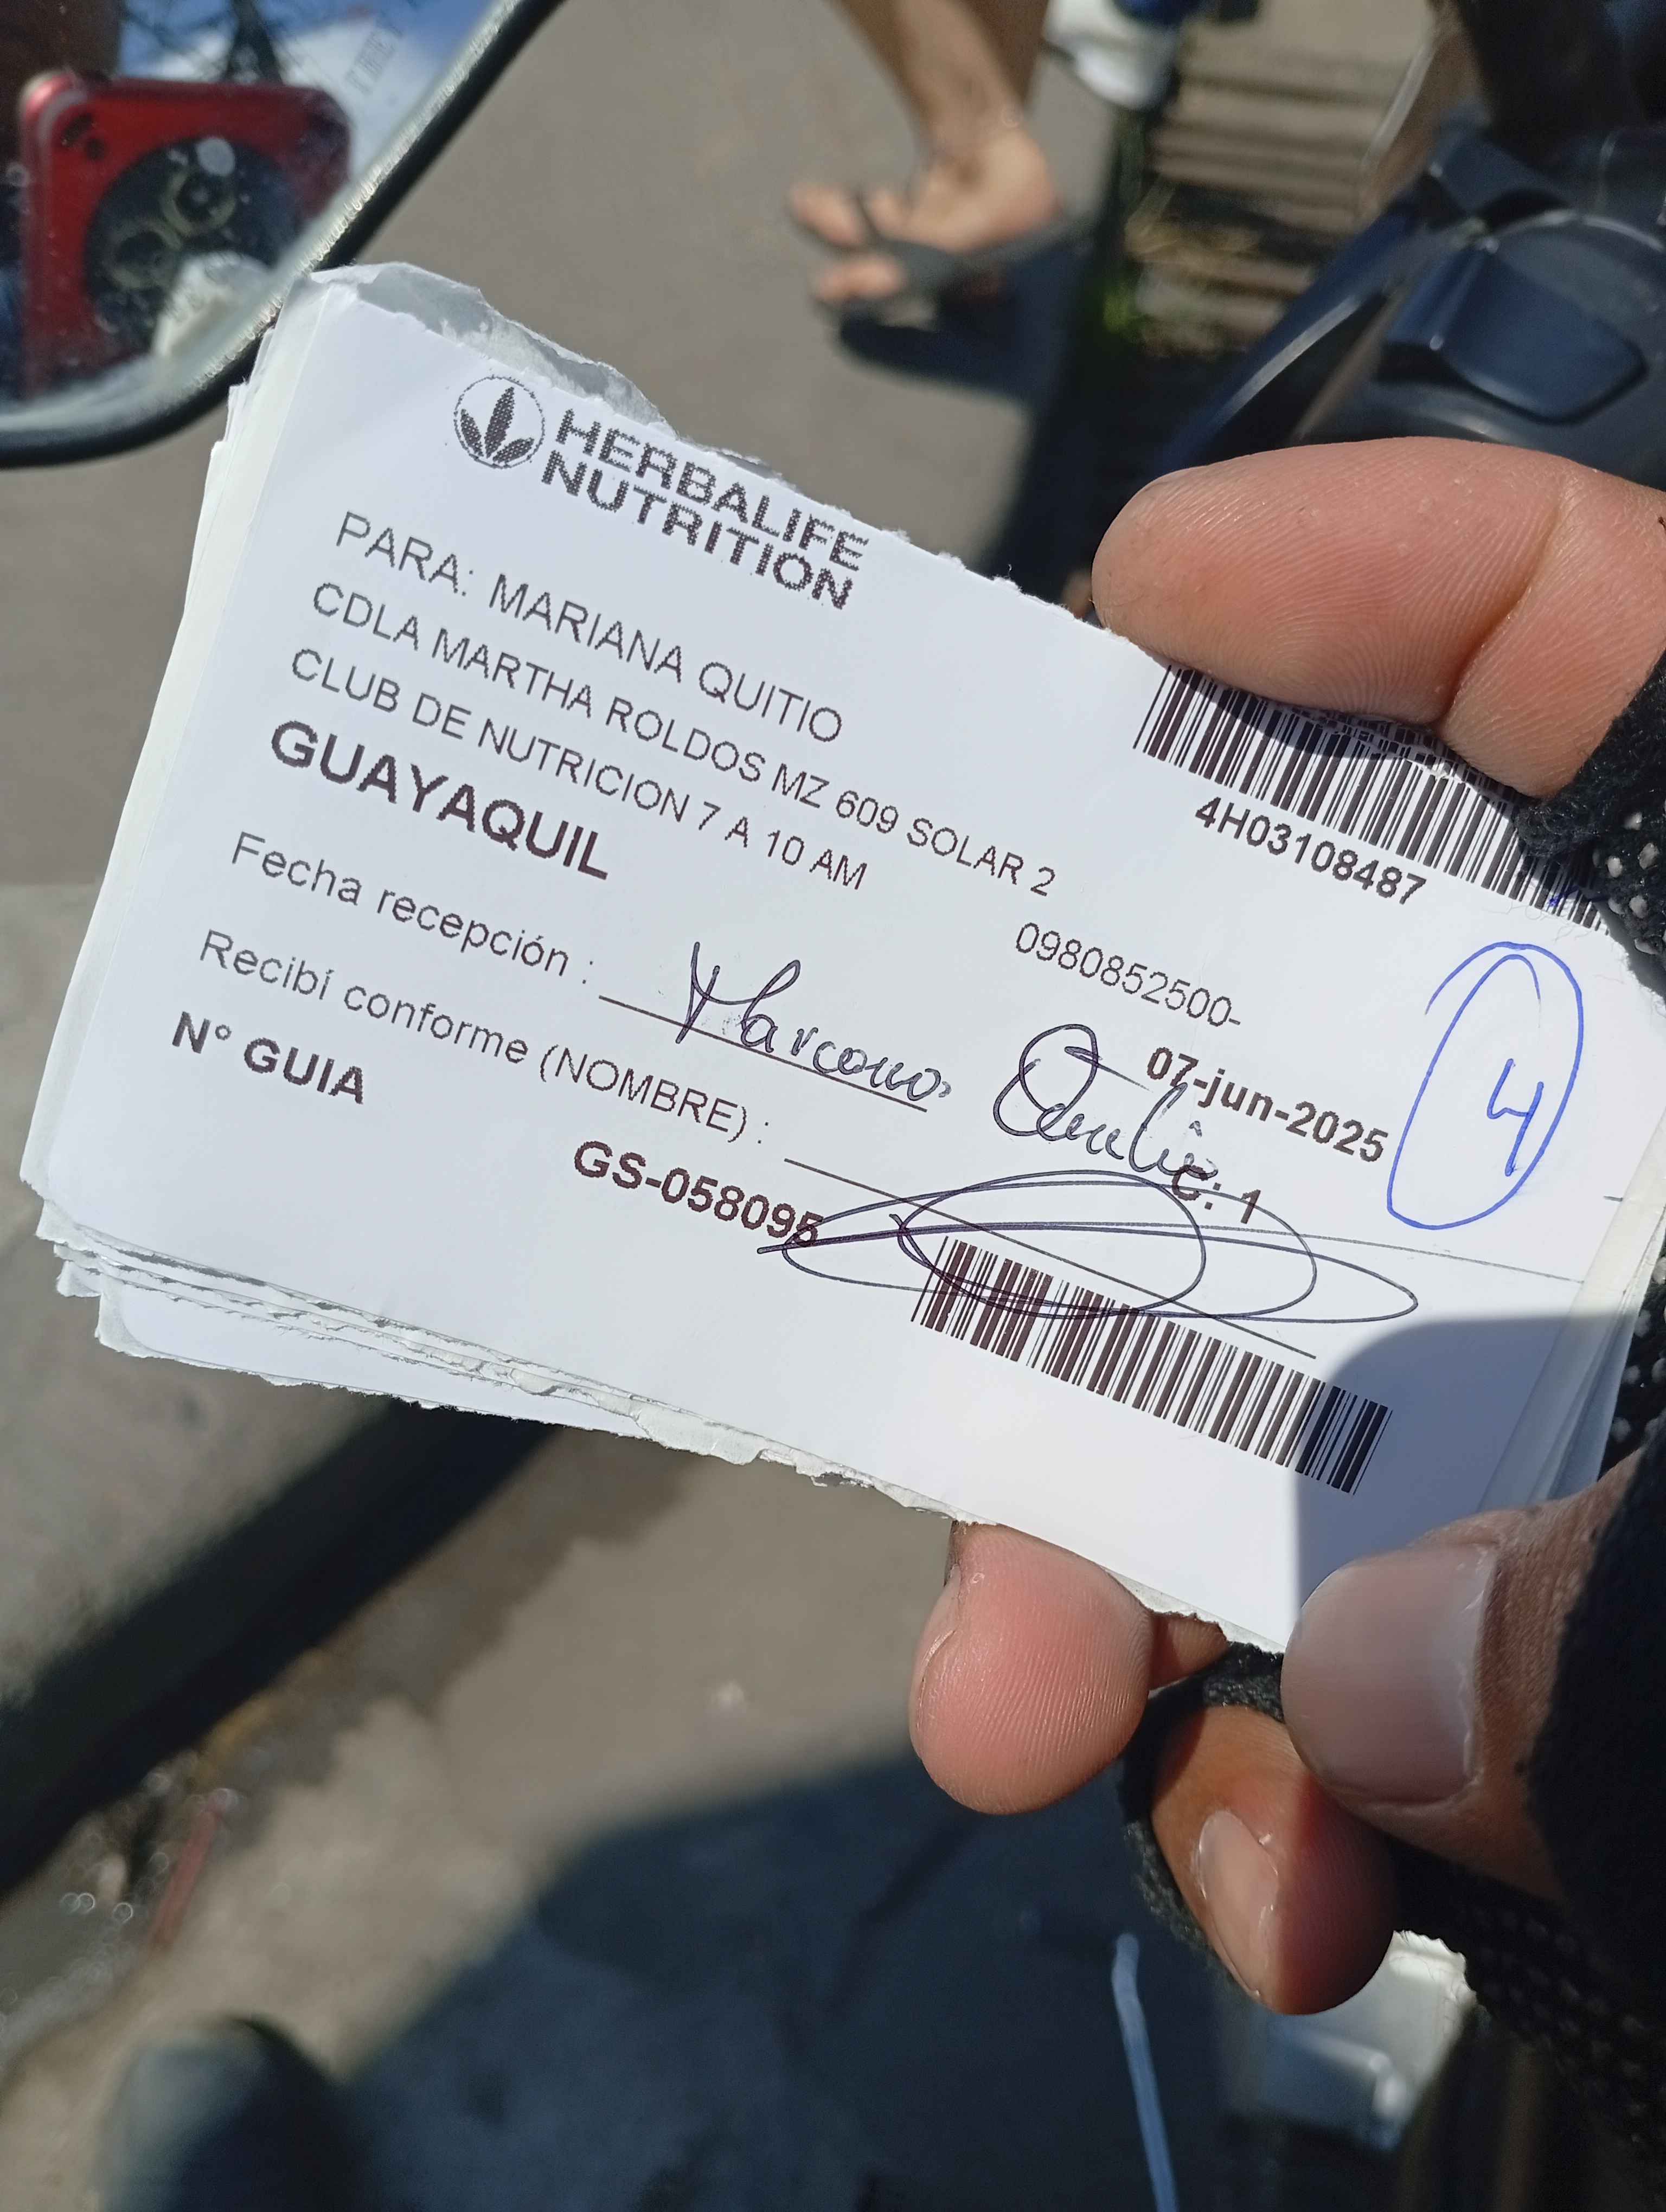 HERBALIFE
NUTRITION
PARA: MARIANA QUITIO
CDLA MARTHA ROLDOS MZ 609 SOLAR 2
CLUB DE NUTRICION 7 A 10 AM
GUAYAQUIL
4H03108487
0980852500-
Fecha recepción :
07-jun-2025
4
Recibí conforme (NOMBRE) :
C: 1
N° GUIA
GS-058095